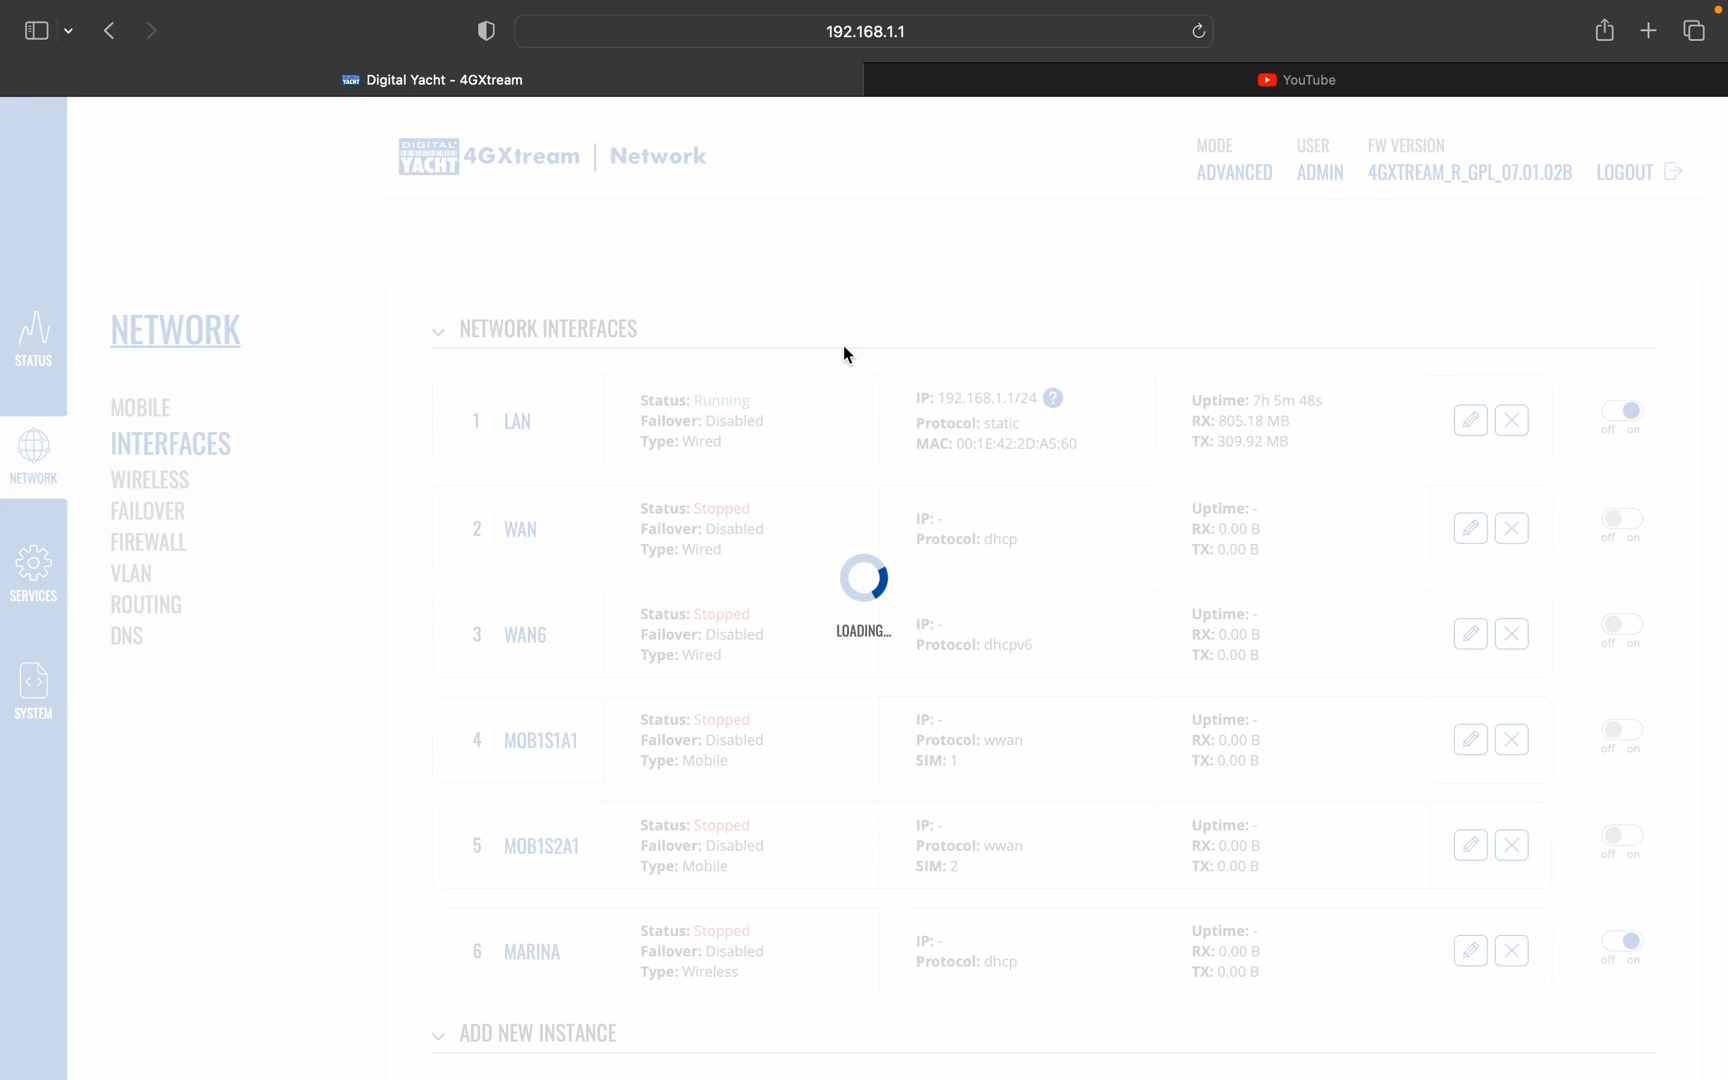 192.168.1.1
DIGITAL YACHT Digital Yacht - 4GXtream
YouTube
DIGITAL YACHT 4GXtream | Network
MODE USER FW VERSION
ADVANCED ADMIN 4GXTREAM_R_GPL_07.01.02B LOGOUT
STATUS
NETWORK
SERVICES
SYSTEM
NETWORK
MOBILE
INTERFACES
WIRELESS
FAILOVER
FIREWALL
VLAN
ROUTING
DNS
NETWORK INTERFACES
1 LAN
Status: Running
Failover: Disabled
Type: Wired
IP: 192.168.1.1/24 ?
Protocol: static
MAC: 00:1E:42:2D:A5:60
Uptime: 7h 5m 48s
RX: 805.18 MB
TX: 309.92 MB
off on
2 WAN
Status: Stopped
Failover: Disabled
Type: Wired
IP: -
Protocol: dhcp
Uptime: -
RX: 0.00 B
TX: 0.00 B
off on
LOADING...
3 WAN6
Status: Stopped
Failover: Disabled
Type: Wired
IP: -
Protocol: dhcpv6
Uptime: -
RX: 0.00 B
TX: 0.00 B
off on
4 MOB1S1A1
Status: Stopped
Failover: Disabled
Type: Mobile
IP: -
Protocol: wwan
SIM: 1
Uptime: -
RX: 0.00 B
TX: 0.00 B
off on
5 MOB1S2A1
Status: Stopped
Failover: Disabled
Type: Mobile
IP: -
Protocol: wwan
SIM: 2
Uptime: -
RX: 0.00 B
TX: 0.00 B
off on
6 MARINA
Status: Stopped
Failover: Disabled
Type: Wireless
IP: -
Protocol: dhcp
Uptime: -
RX: 0.00 B
TX: 0.00 B
off on
ADD NEW INSTANCE